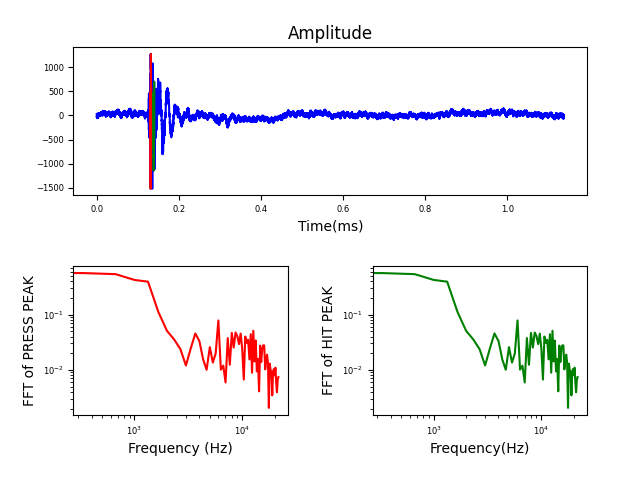 Amplitude
1000
500
0
−500
−1000
−1500
0.0 0.2 0.4 0.6 0.8 1.0
Time(ms)
FFT of PRESS PEAK
10⁻¹
10⁻²
10³ 10⁴
Frequency (Hz)
FFT of HIT PEAK
10⁻¹
10⁻²
10³ 10⁴
Frequency(Hz)